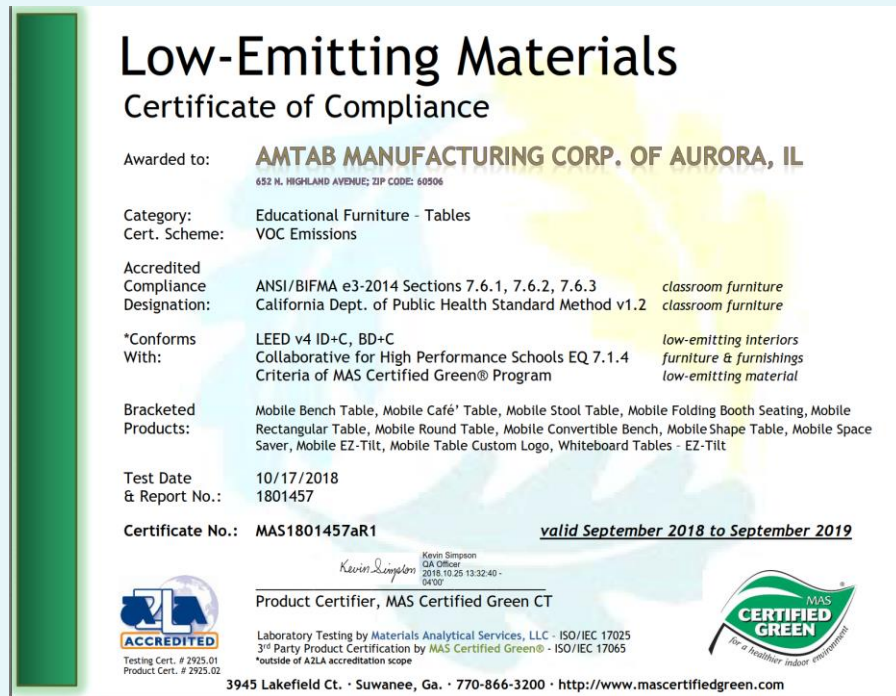 Low-Emitting Materials
Certificate of Compliance
Awarded to: AMTAB MANUFACTURING CORP. OF AURORA, IL
652 N. HIGHLAND AVENUE; ZIP CODE: 60506
Category: Educational Furniture – Tables
Cert. Scheme: VOC Emissions
Accredited
Compliance ANSI/BIFMA e3-2014 Sections 7.6.1, 7.6.2, 7.6.3 classroom furniture
Designation: California Dept. of Public Health Standard Method v1.2 classroom furniture
*Conforms LEED v4 ID+C, BD+C low-emitting interiors
With: Collaborative for High Performance Schools EQ 7.1.4 furniture & furnishings
Criteria of MAS Certified Green® Program low-emitting material
Bracketed Mobile Bench Table, Mobile Café’ Table, Mobile Stool Table, Mobile Folding Booth Seating, Mobile
Products: Rectangular Table, Mobile Round Table, Mobile Convertible Bench, Mobile Shape Table, Mobile Space
Saver, Mobile EZ-Tilt, Mobile Table Custom Logo, Whiteboard Tables – EZ-Tilt
Test Date 10/17/2018
& Report No.: 1801457
Certificate No.: MAS1801457aR1 valid September 2018 to September 2019
Kevin Simpson
Kevin Simpson
QA Officer
2018.10.25 13:32:40 -
04'00'
Product Certifier, MAS Certified Green CT
A2LA
ACCREDITED
Testing Cert. # 2925.01
Product Cert. # 2925.02
Laboratory Testing by Materials Analytical Services, LLC - ISO/IEC 17025
3rd Party Product Certification by MAS Certified Green® - ISO/IEC 17065
*outside of A2LA accreditation scope
MAS
CERTIFIED
GREEN
®
for a healthier indoor environment
3945 Lakefield Ct. · Suwanee, Ga. · 770-866-3200 · http://www.mascertifiedgreen.com